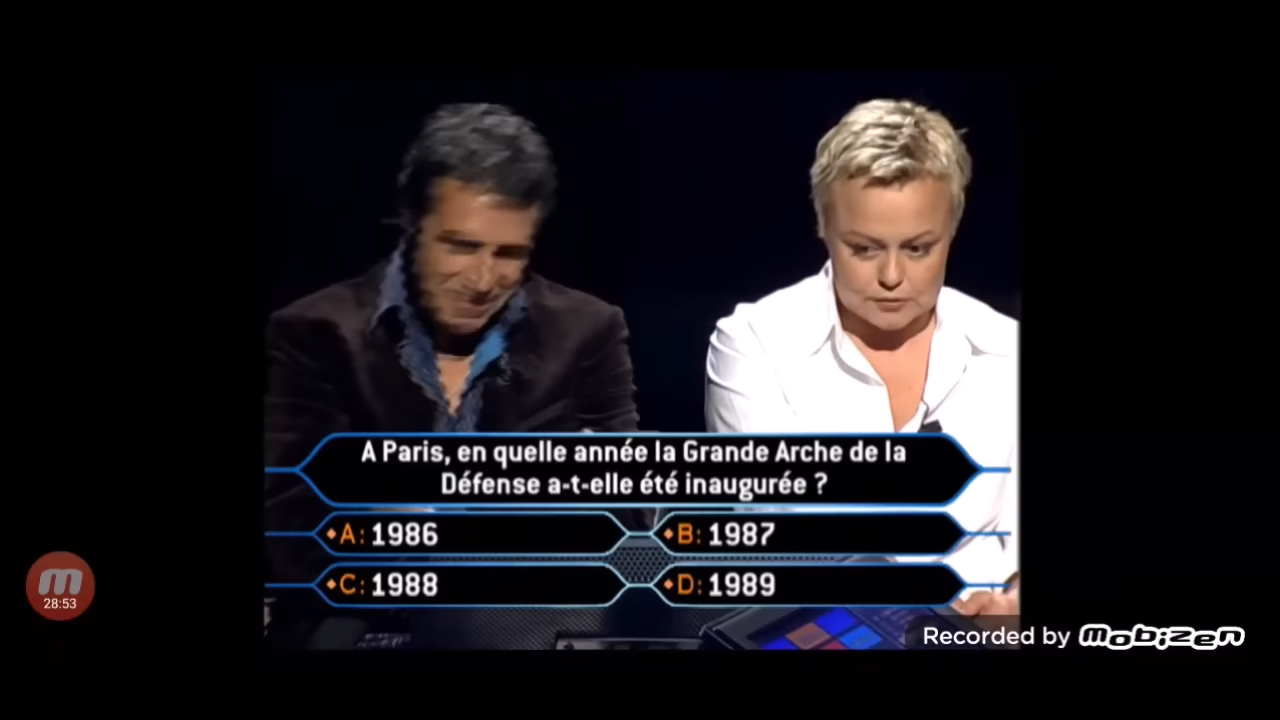 A Paris, en quelle année la Grande Arche de la
Défense a-t-elle été inaugurée ?
A: 1986
B: 1987
C: 1988
D: 1989
28:53
Recorded by mobizen